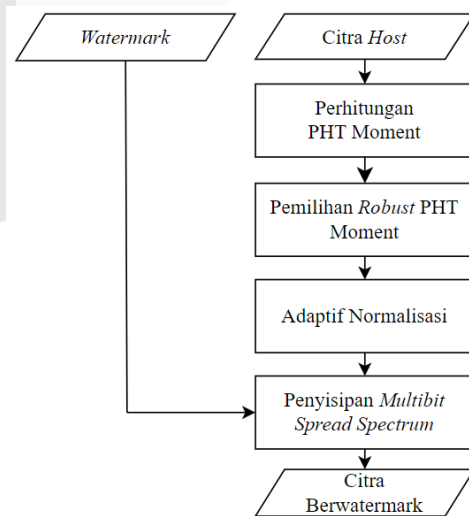 Watermark
Citra Host
Perhitungan
PHT Moment
Pemilihan Robust PHT
Moment
Adaptif Normalisasi
Penyisipan Multibit
Spread Spectrum
Citra
Berwatermark